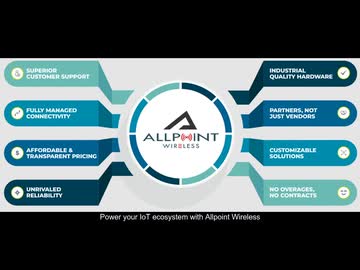 SUPERIOR
CUSTOMER SUPPORT
FULLY MANAGED
CONNECTIVITY
AFFORDABLE &
TRANSPARENT PRICING
UNRIVALED
RELIABILITY
ALLPOINT
WIRELESS
INDUSTRIAL
QUALITY HARDWARE
PARTNERS, NOT
JUST VENDORS
CUSTOMIZABLE
SOLUTIONS
NO OVERAGES,
NO CONTRACTS
Power your IoT ecosystem with Allpoint Wireless